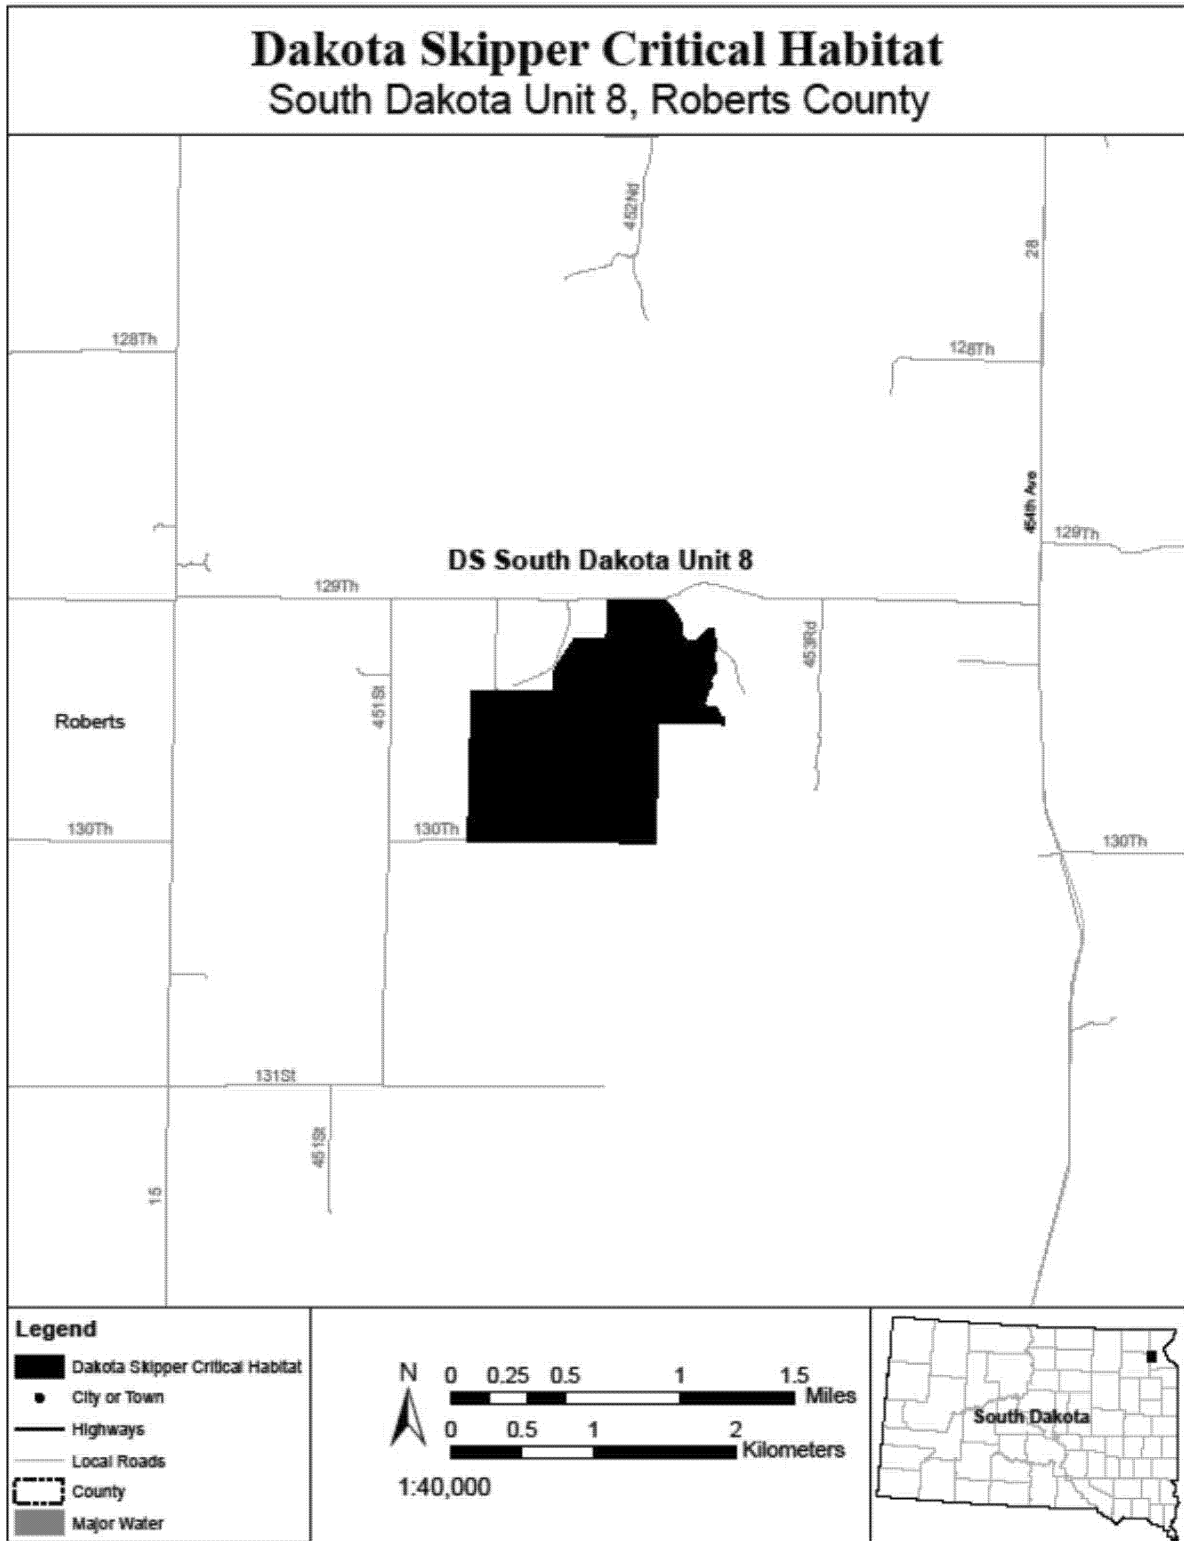 Dakota Skipper Critical Habitat
South Dakota Unit 8, Roberts County
452Nd
28
128Th
128Th
454th Ave
129Th
DS South Dakota Unit 8
129Th
453Rd
451St
Roberts
130Th
130Th
130Th
131St
451St
15
Legend
Dakota Skipper Critical Habitat
City or Town
Highways
Local Roads
County
Major Water
N
0 0.25 0.5 1 1.5
Miles
0 0.5 1 2
Kilometers
1:40,000
South Dakota